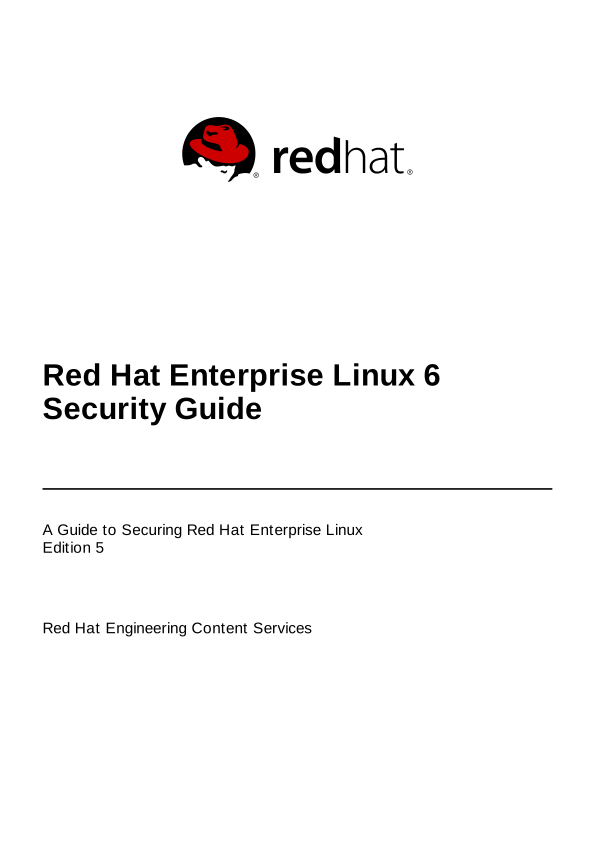 redhat®
®
Red Hat Enterprise Linux 6
Security Guide
A Guide to Securing Red Hat Enterprise Linux
Edition 5
Red Hat Engineering Content Services